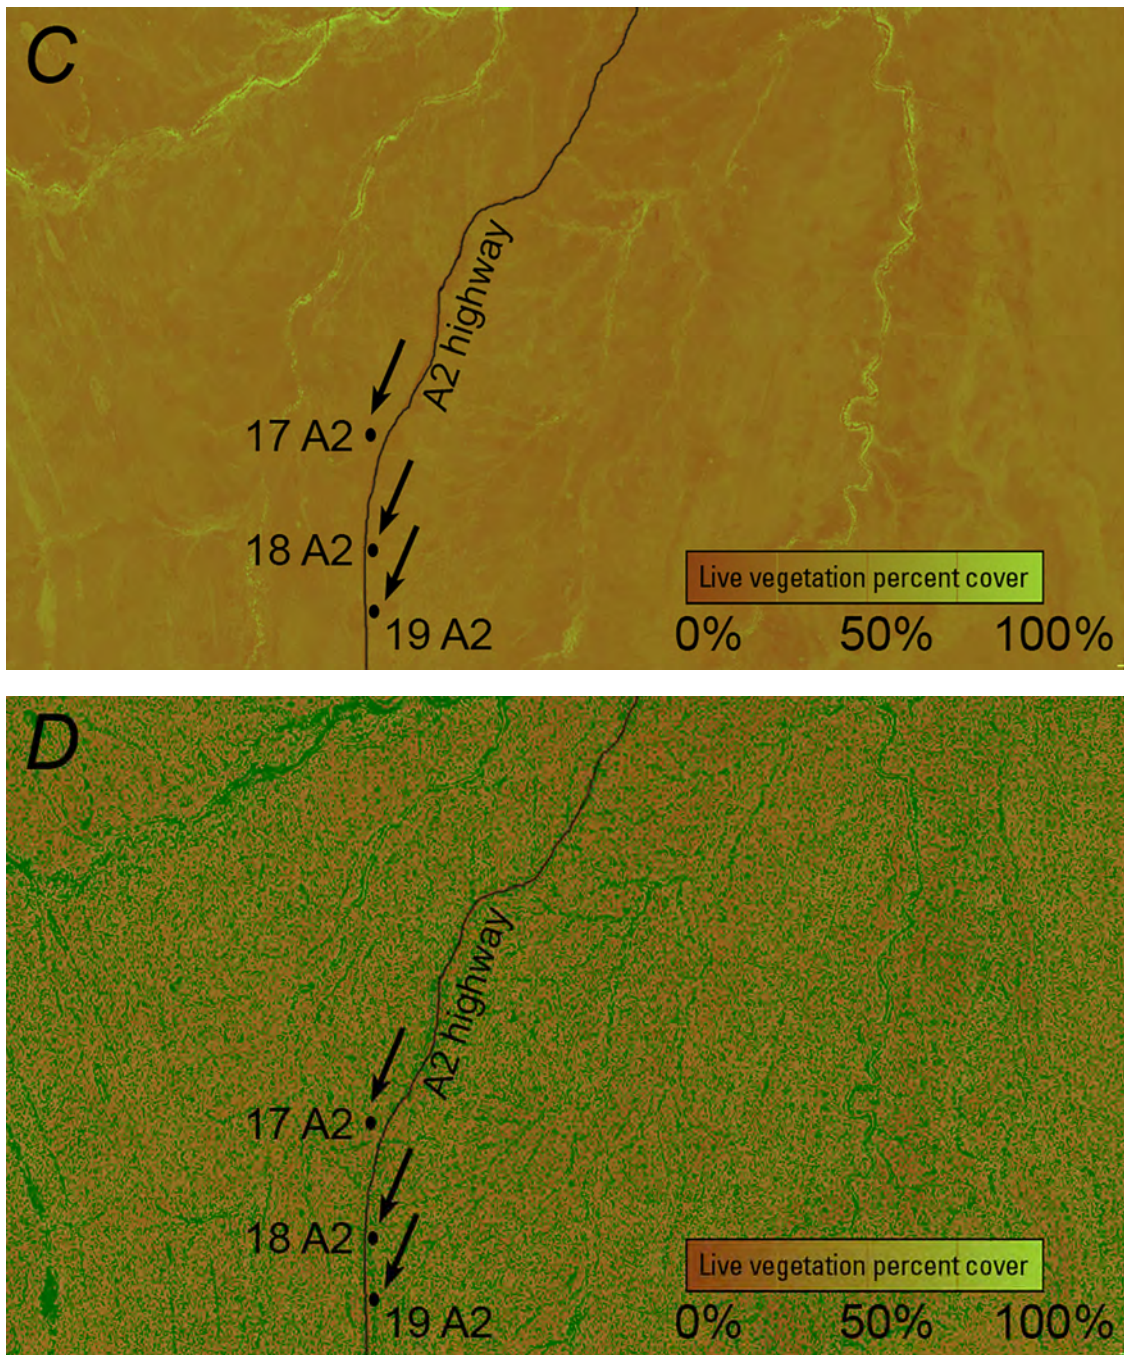 C
A2 highway
17 A2
18 A2
19 A2
Live vegetation percent cover
0% 50% 100%
D
A2 highway
17 A2
18 A2
19 A2
Live vegetation percent cover
0% 50% 100%